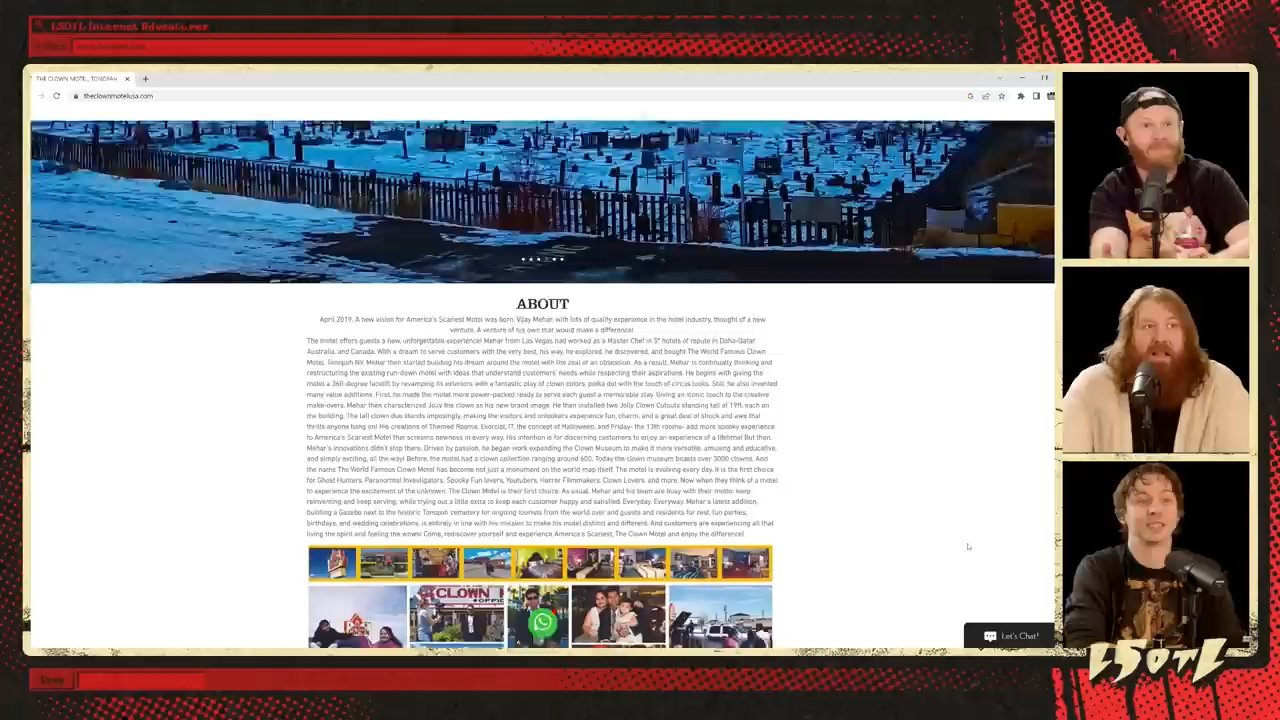 LSOTL Internet Adventurer
THE CLOWN MOTEL, TONOPAH
theclownmotelusa.com
ABOUT
April 2019. A new vision for America's Scariest Motel was born. Vijay Mehar, with lots of quality experience in the hotel industry, thought of a new
venture. A venture of his own that would make a difference!
The motel offers guests a new, unforgettable experience! Mehar from Las Vegas had worked as a Master Chef in 5* hotels of repute in Doha-Qatar,
Australia, and Canada. With a dream to serve customers with the very best, his way, he explored, he discovered, and bought The World Famous Clown
Motel, Tonopah NV. Mehar then started building his dream around the motel with the zeal of an obsession. As a result, Mehar is continually thinking and
restructuring the existing run-down motel with ideas that understand customers' needs while respecting their aspirations. He begins with giving the
motel a 360-degree facelift by revamping its exteriors with a fantastic play of clown colors, polka dot with the touch of circus looks. Still, he also invented
many value additions. First, he made the motel more power-packed ready to serve each guest a memorable stay. Giving an iconic touch to the creative
make-overs, Mehar then characterized Jolly the clown as his new brand image. He then installed two Jolly Clown Cutouts standing tall of 19ft. each on
the building. The tall clown duo stands imposingly, making the visitors and onlookers experience fun, charm, and a great deal of shock and awe that
thrills anyone bang on! His creations of Themed Rooms, Exorcist, IT, the concept of Halloween, and Friday- the 13th rooms- add more spooky experience
to America's Scariest Motel that screams newness in every way. His intention is for discerning customers to enjoy an experience of a lifetime! But then,
Mehar's innovations didn't stop there. Driven by passion, he began work expanding the Clown Museum to make it more versatile, amusing and educative,
and simply exciting, all the way! Before, the motel had a clown collection ranging around 600. Today the clown museum boasts over 3000 clowns. And
the name The World Famous Clown Motel has become not just a monument on the world map itself. The motel is evolving every day. It is the first choice
for Ghost Hunters, Paranormal Investigators, Spooky Fun lovers, Youtubers, Horror Filmmakers, Clown Lovers, and more. Now when they think of a motel
to experience the excitement of the unknown, The Clown Motel is their first choice. As usual, Mehar and his team are busy with their motto: keep
reinventing and keep serving; while trying out a little extra to keep each customer happy and satisfied. Everyday. Everyway. Mehar's latest addition,
building a Gazebo next to the historic Tonopah cemetery for ongoing tourists from the world over and guests and residents for rest, fun parties,
birthdays, and wedding celebrations, is entirely in line with his mission to make his motel distinct and different. And customers are experiencing all that
living the spirit and feeling the wows! Come, rediscover yourself and experience America's Scariest, The Clown Motel and enjoy the difference!
CLOWN
OFFIC
Let's Chat!
LSOTL